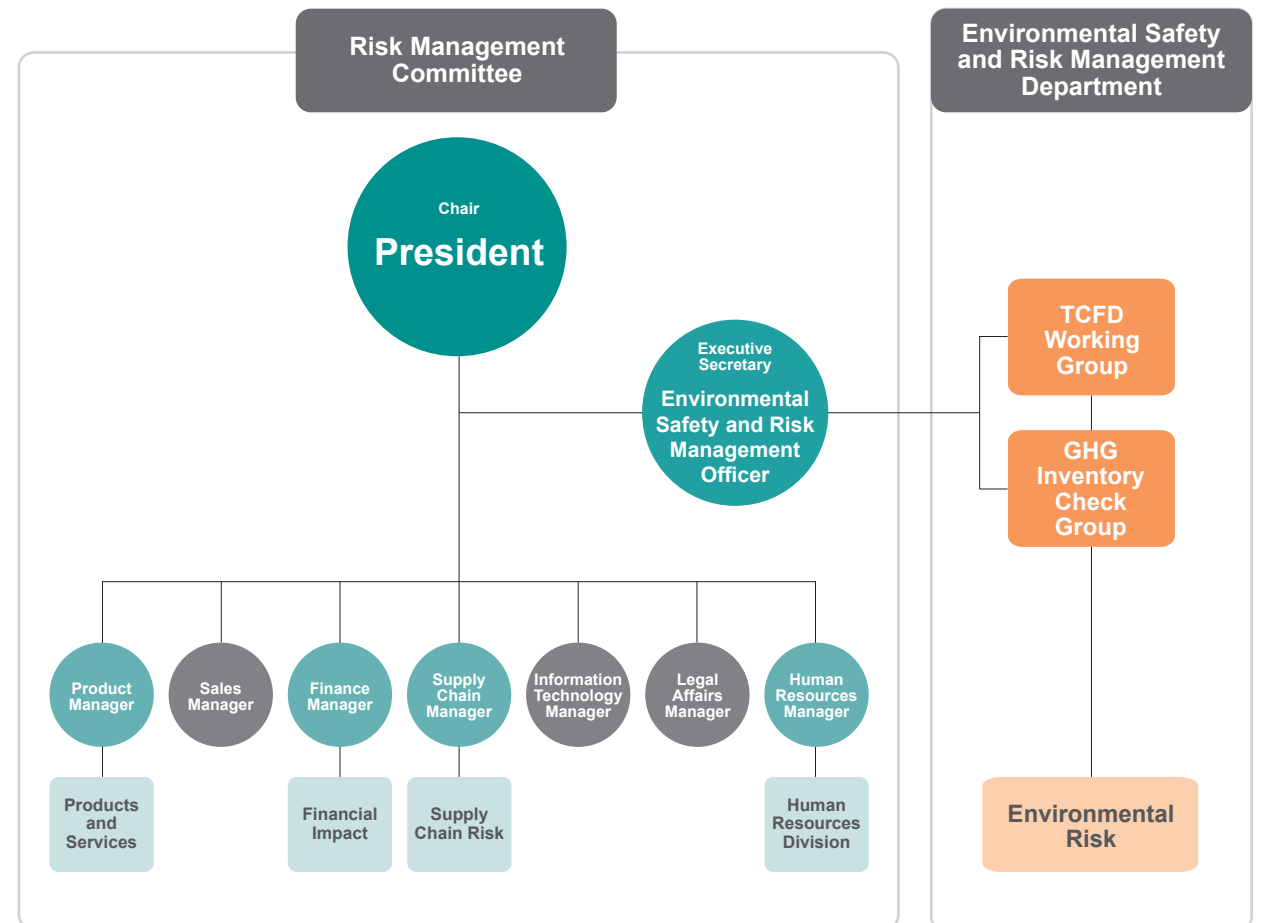 Risk Management
Committee
Environmental Safety
and Risk Management
Department
Chair
President
Executive
Secretary
Environmental
Safety and Risk
Management
Officer
TCFD
Working
Group
GHG
Inventory
Check
Group
Product
Manager
Sales
Manager
Finance
Manager
Supply
Chain
Manager
Information
Technology
Manager
Legal
Affairs
Manager
Human
Resources
Manager
Products
and
Services
Financial
Impact
Supply
Chain Risk
Human
Resources
Division
Environmental
Risk